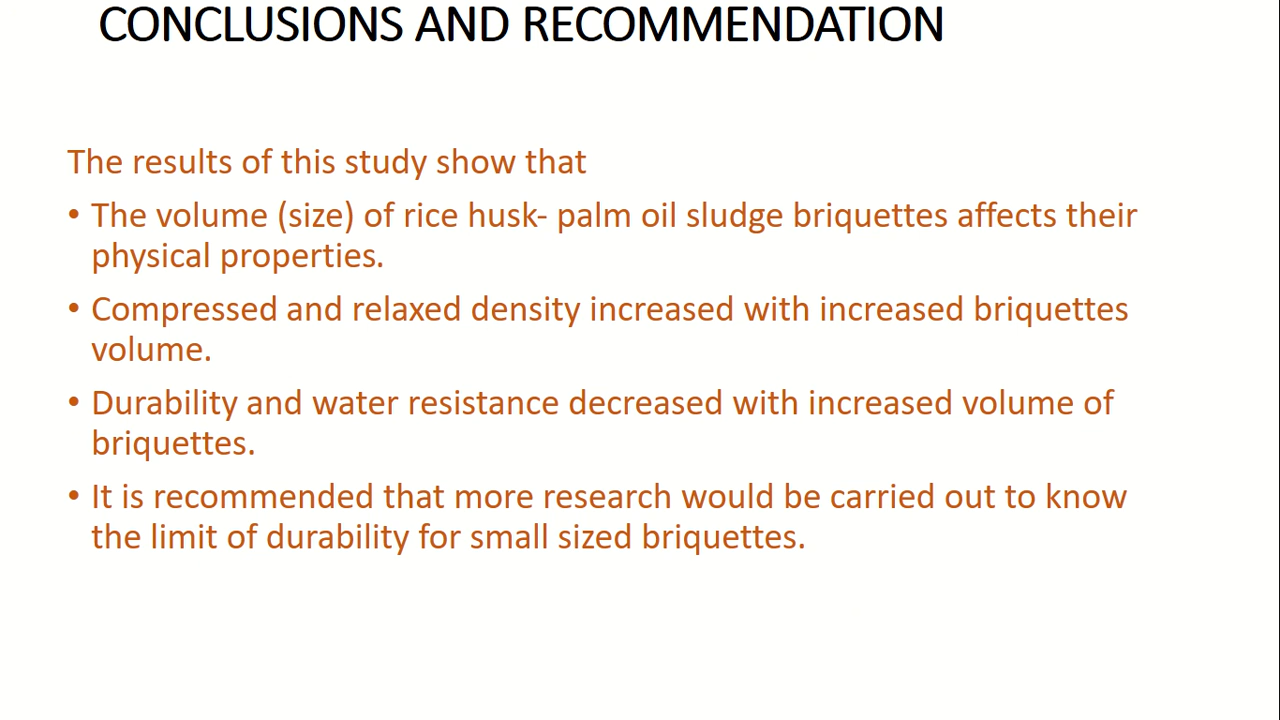 CONCLUSIONS AND RECOMMENDATION
The results of this study show that
• The volume (size) of rice husk- palm oil sludge briquettes affects their
physical properties.
• Compressed and relaxed density increased with increased briquettes
volume.
• Durability and water resistance decreased with increased volume of
briquettes.
• It is recommended that more research would be carried out to know
the limit of durability for small sized briquettes.